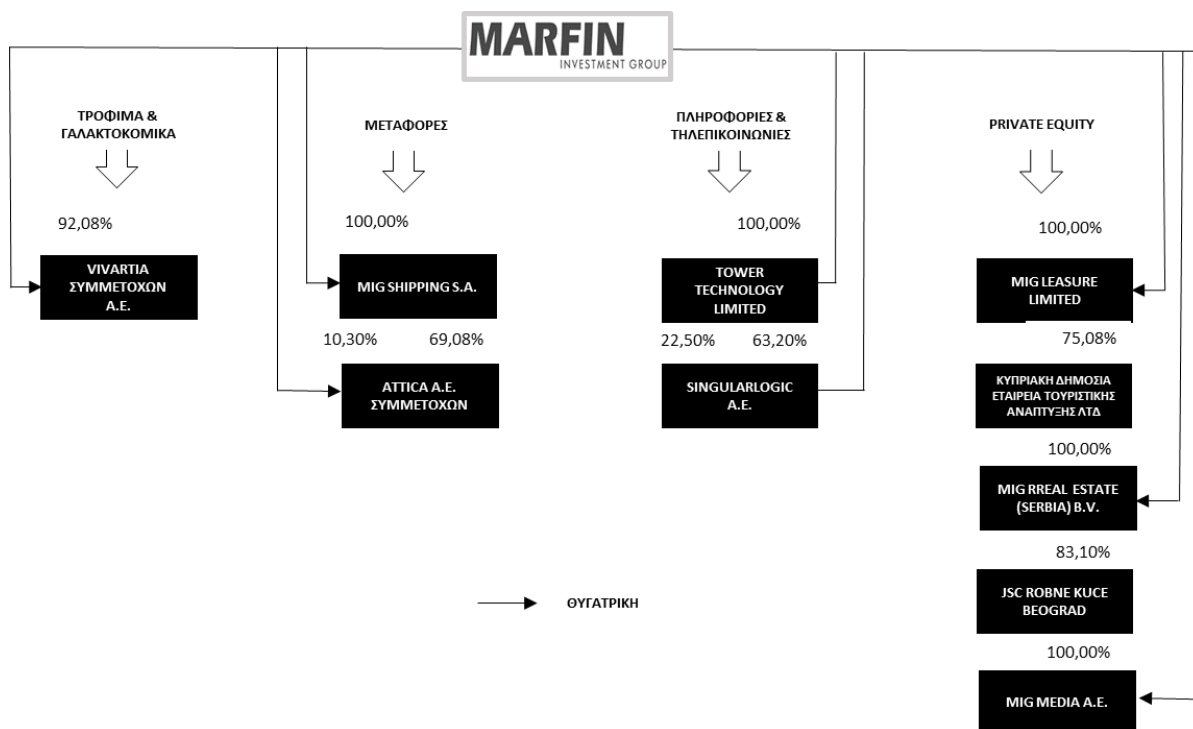 MARFIN
INVESTMENT GROUP
ΤΡΟΦΙΜΑ &
ΓΑΛΑΚΤΟΚΟΜΙΚΑ
92,08%
VIVARTIA
ΣΥΜΜΕΤΟΧΩΝ
Α.Ε.
ΜΕΤΑΦΟΡΕΣ
100,00%
MIG SHIPPING S.A.
10,30% 69,08%
ATTICA Α.Ε.
ΣΥΜΜΕΤΟΧΩΝ
ΠΛΗΡΟΦΟΡΙΕΣ &
ΤΗΛΕΠΙΚΟΙΝΩΝΙΕΣ
100,00%
TOWER
TECHNOLOGY
LIMITED
22,50% 63,20%
SINGULARLOGIC
Α.Ε.
PRIVATE EQUITY
100,00%
MIG LEASURE
LIMITED
75,08%
ΚΥΠΡΙΑΚΗ ΔΗΜΟΣΙΑ
ΕΤΑΙΡΕΙΑ ΤΟΥΡΙΣΤΙΚΗΣ
ΑΝΑΠΤΥΞΗΣ ΛΤΔ
100,00%
MIG RREAL ESTATE
(SERBIA) B.V.
83,10%
JSC ROBNE KUCE
BEOGRAD
100,00%
MIG MEDIA Α.Ε.
ΘΥΓΑΤΡΙΚΗ